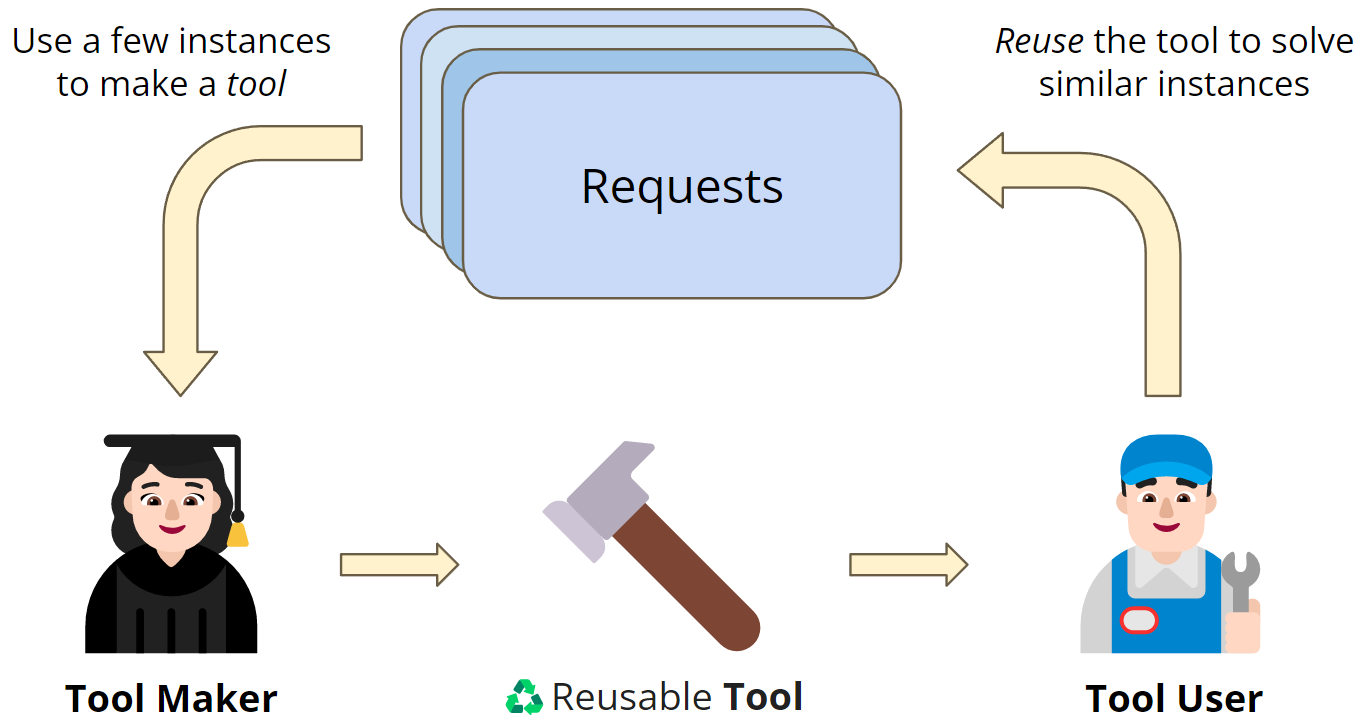 Use a few instances
to make a tool
Requests
Reuse the tool to solve
similar instances
Tool Maker
Reusable Tool
Tool User